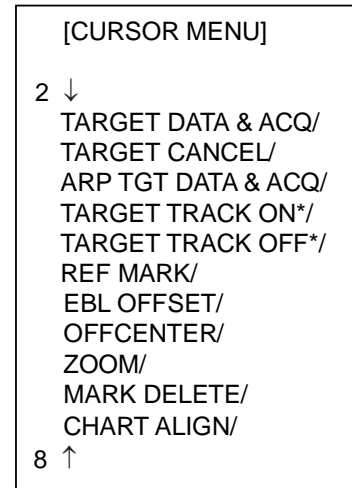 [CURSOR MENU]
2 ↓
TARGET DATA & ACQ/
TARGET CANCEL/
ARP TGT DATA & ACQ/
TARGET TRACK ON*/
TARGET TRACK OFF*/
REF MARK/
EBL OFFSET/
OFFCENTER/
ZOOM/
MARK DELETE/
CHART ALIGN/
8 ↑